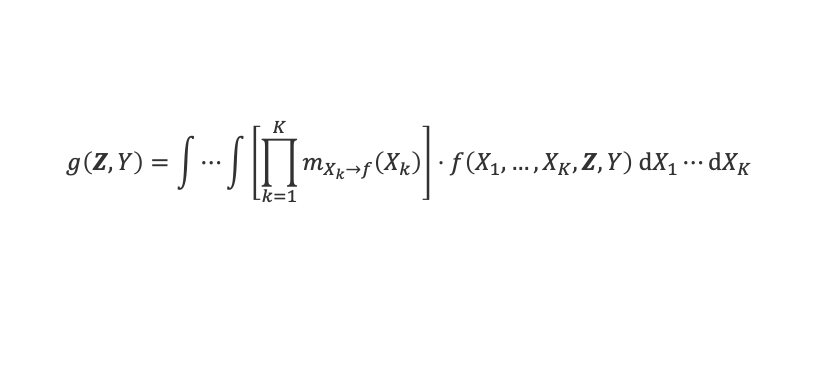 g(𝒁, Y) = ∫ ⋯ ∫ [∏_{k=1}^{K} m_{X_k→f}(X_k)] · f(X_1, …, X_K, 𝒁, Y) dX_1 ⋯ dX_K